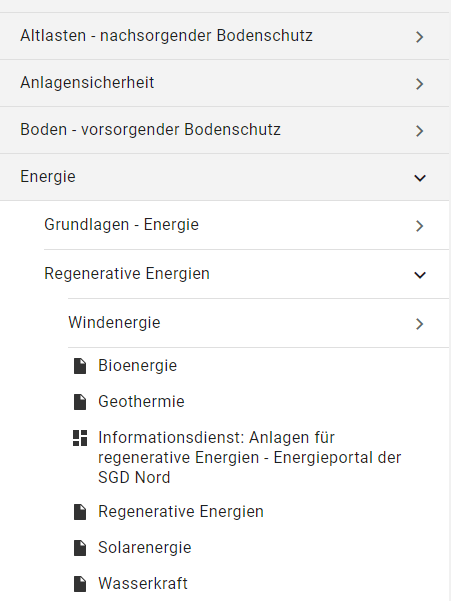 Altlasten - nachsorgender Bodenschutz
Anlagensicherheit
Boden - vorsorgender Bodenschutz
Energie
Grundlagen - Energie
Regenerative Energien
Windenergie
Bioenergie
Geothermie
Informationsdienst: Anlagen für
regenerative Energien - Energieportal der
SGD Nord
Regenerative Energien
Solarenergie
Wasserkraft